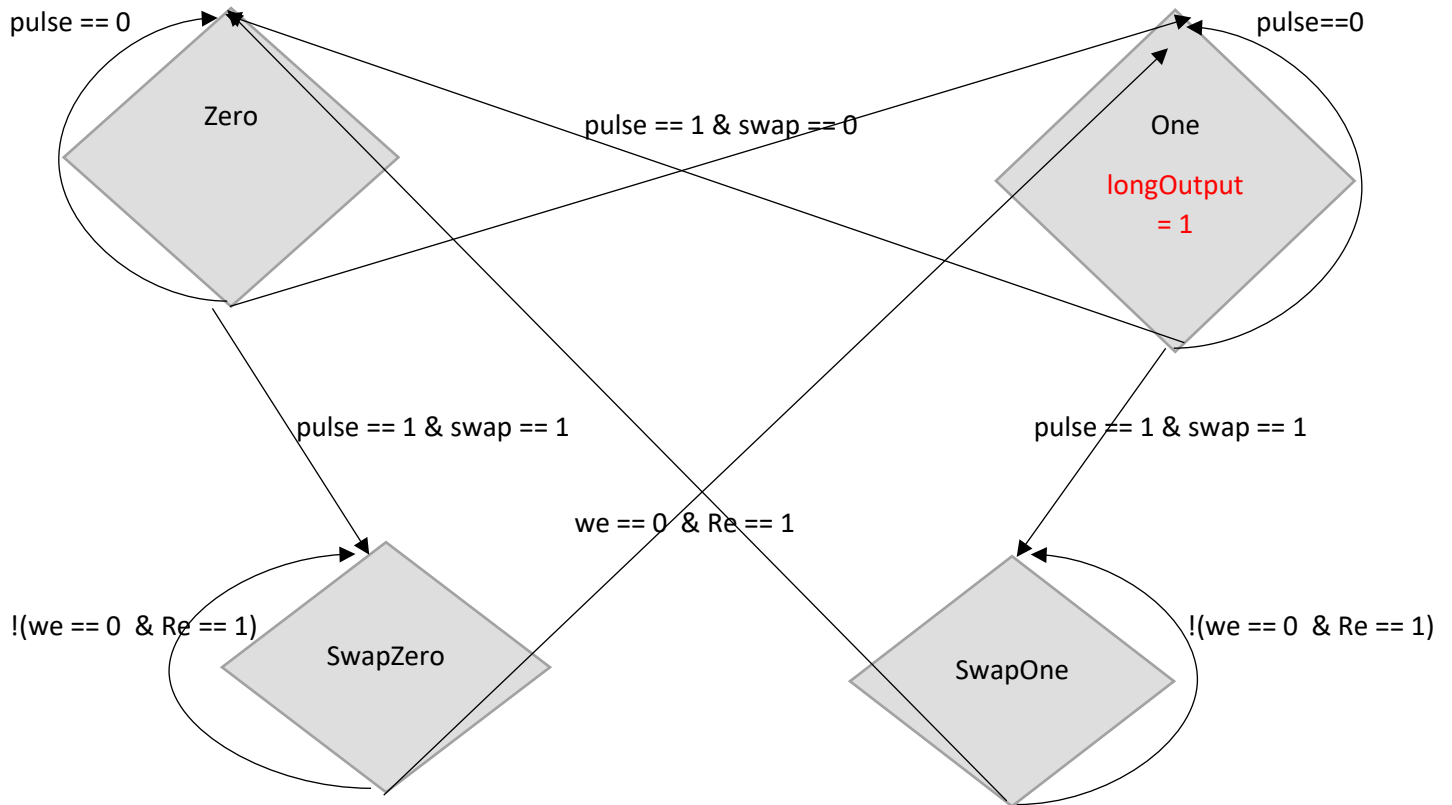 pulse == 0
pulse==0
Zero
pulse == 1 & swap == 0
One
longOutput
= 1
pulse == 1 & swap == 1
pulse == 1 & swap == 1
we == 0  & Re == 1
!(we == 0  & Re == 1)
!(we == 0  & Re == 1)
SwapZero
SwapOne